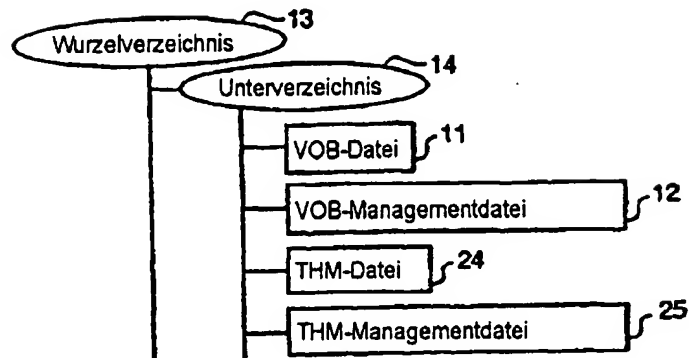 Wurzelverzeichnis 13
Unterverzeichnis 14
VOB-Datei 11
VOB-Managementdatei 12
THM-Datei 24
THM-Managementdatei 25